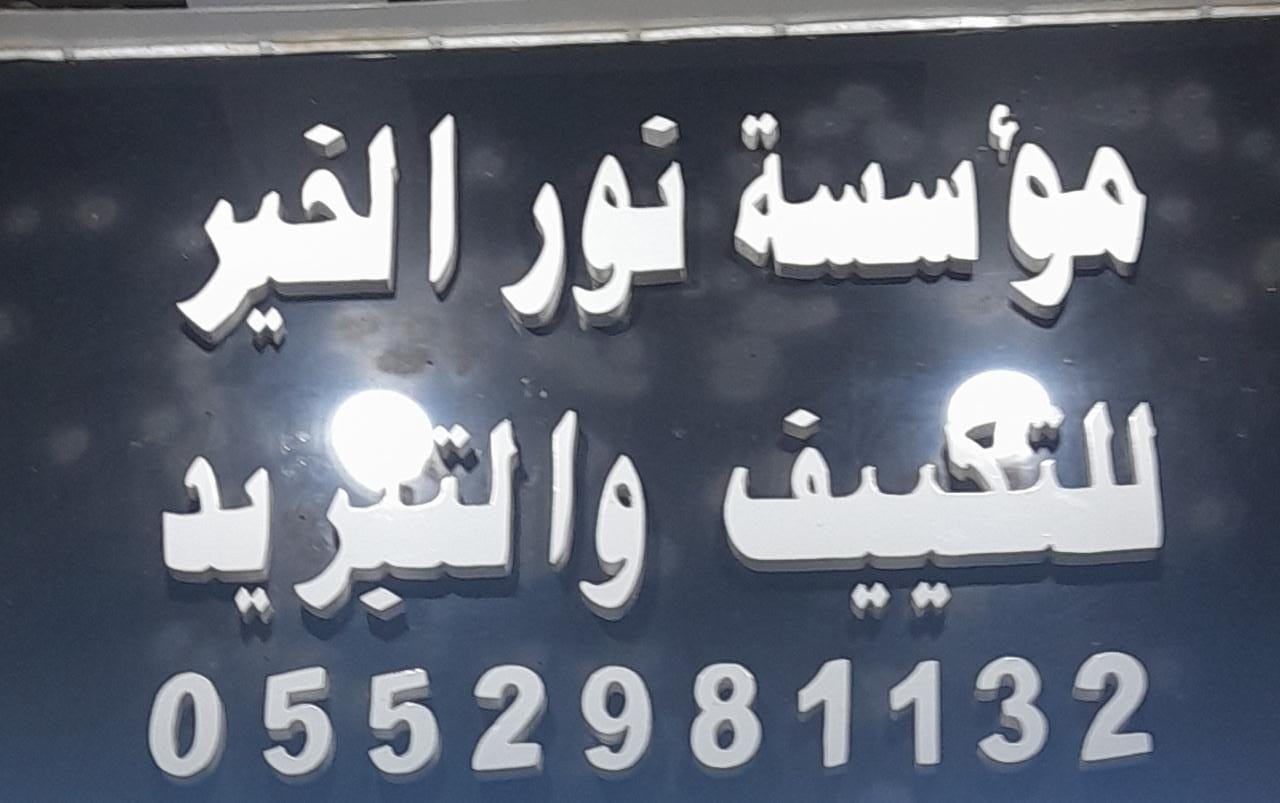 مؤسسة نور الخير
للتكييف والتبريد
0552981132